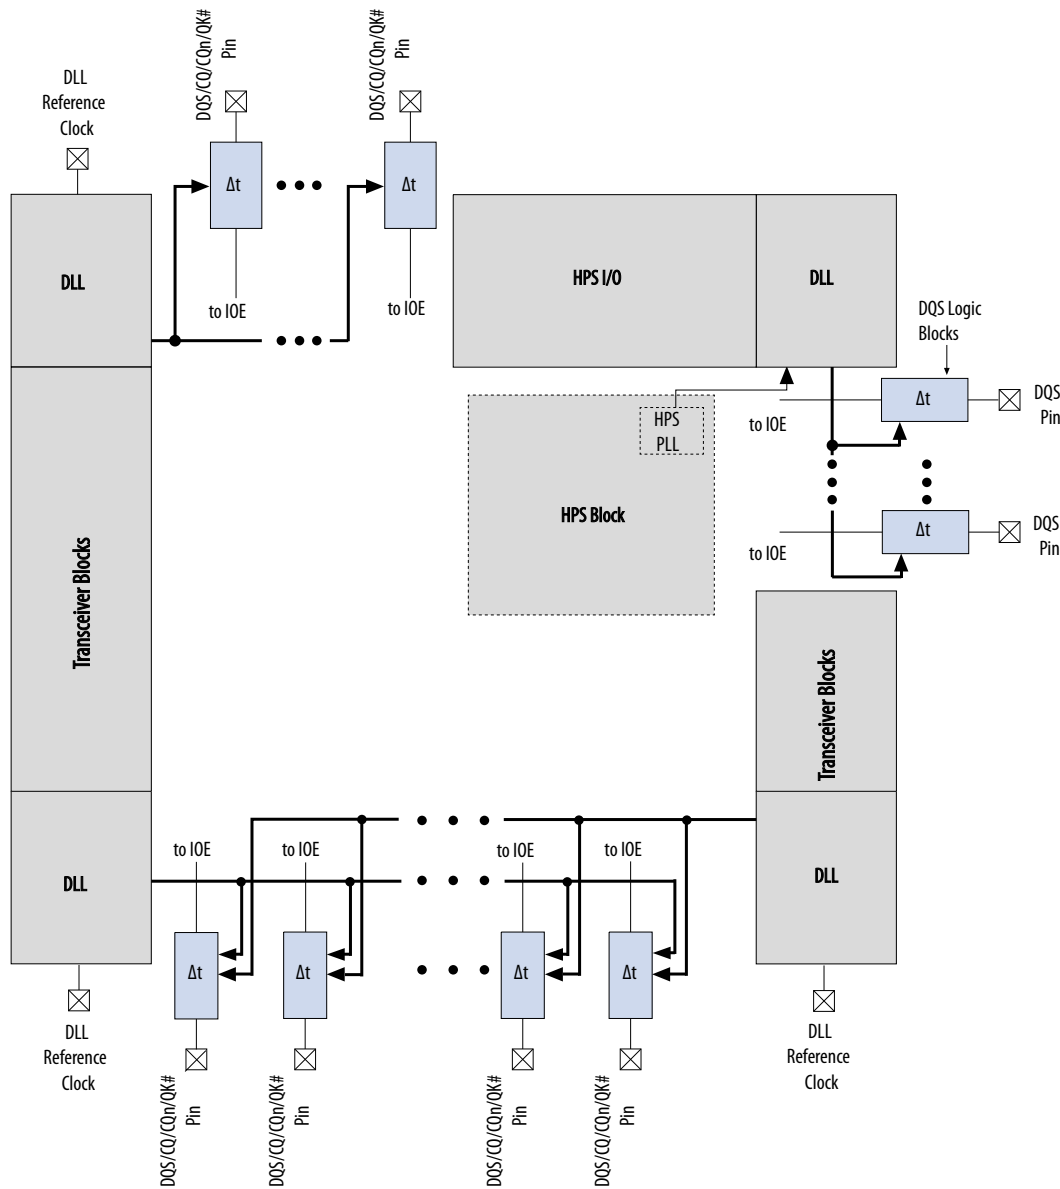 DQS/CQ/CQn/QK#
Pin
DQS/CQ/CQn/QK#
Pin
DLL
Reference
Clock
Δt
Δt
DLL
HPS I/O
DLL
to IOE
to IOE
DQS Logic
Blocks
Δt
DQS
Pin
to IOE
HPS
PLL
HPS Block
Δt
DQS
Pin
to IOE
Transceiver Blocks
Transceiver Blocks
to IOE
to IOE
to IOE
to IOE
DLL
DLL
Δt
Δt
Δt
Δt
DLL
Reference
Clock
DLL
Reference
Clock
DQS/CQ/CQn/QK#
Pin
DQS/CQ/CQn/QK#
Pin
DQS/CQ/CQn/QK#
Pin
DQS/CQ/CQn/QK#
Pin